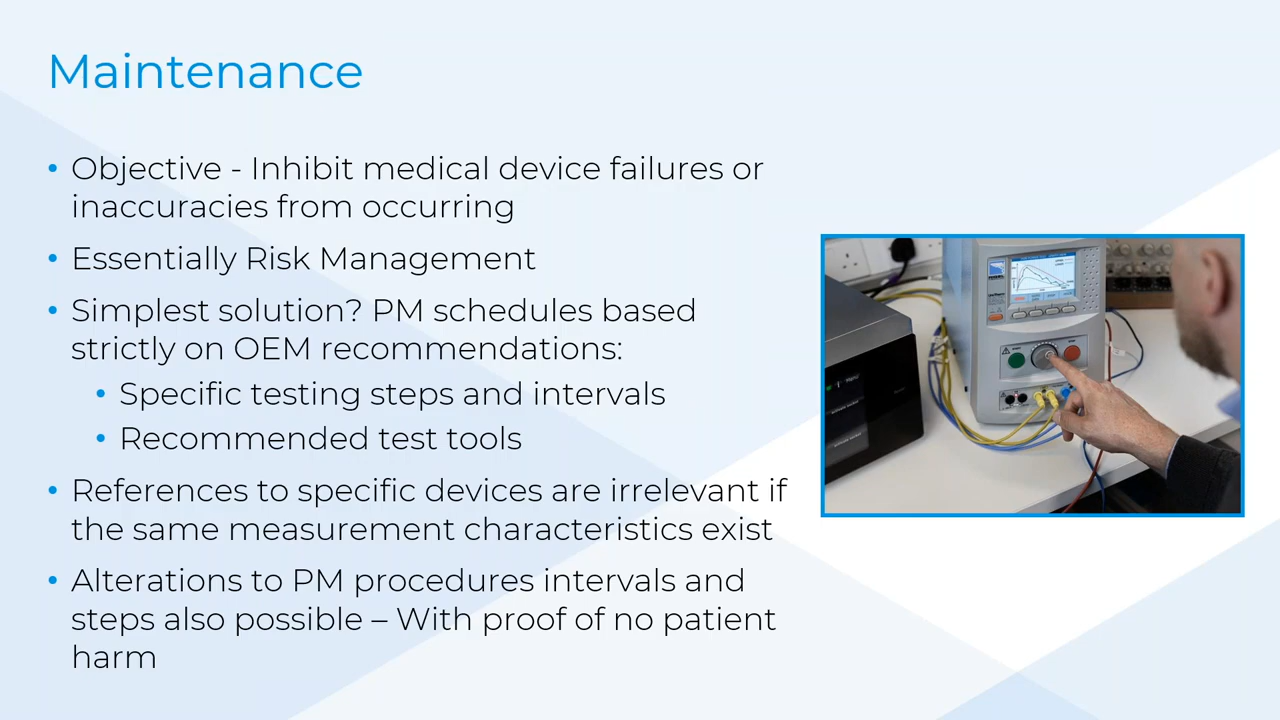 Maintenance
• Objective - Inhibit medical device failures or
inaccuracies from occurring
• Essentially Risk Management
• Simplest solution? PM schedules based
strictly on OEM recommendations:
• Specific testing steps and intervals
• Recommended test tools
• References to specific devices are irrelevant if
the same measurement characteristics exist
• Alterations to PM procedures intervals and
steps also possible – With proof of no patient
harm